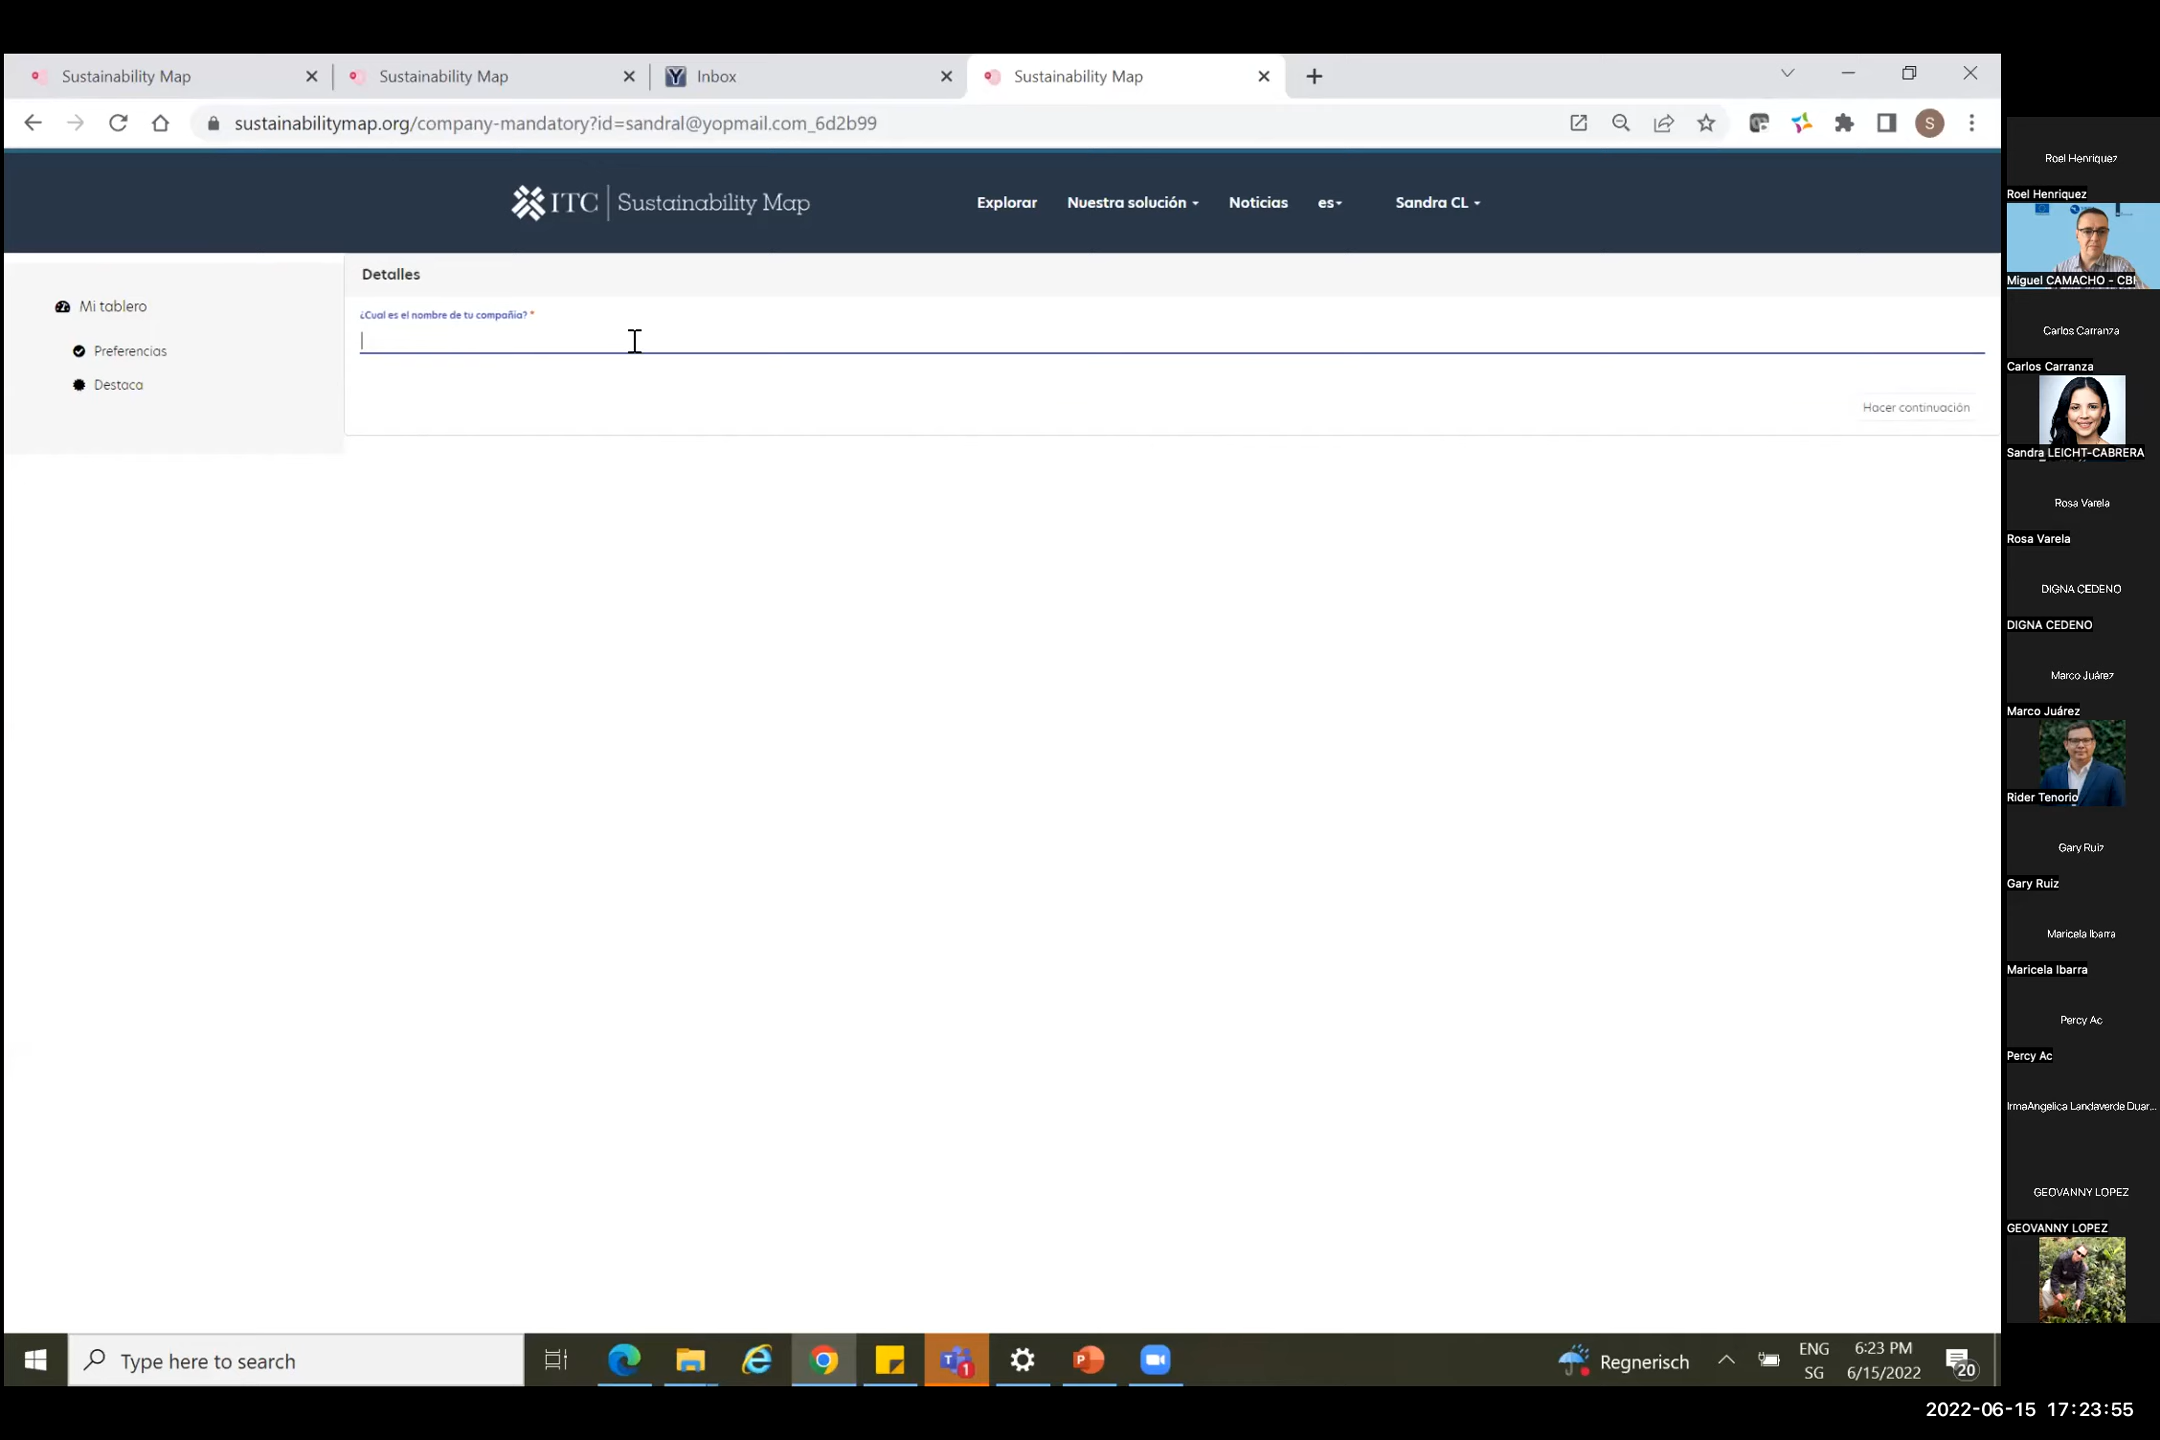 Sustainability Map
Sustainability Map
Inbox
Sustainability Map
sustainabilitymap.org/company-mandatory?id=sandral@yopmail.com_6d2b99
S
ITC | Sustainability Map
Explorar
Nuestra solución
Noticias
es
Sandra CL
Mi tablero
Preferencias
Destaca
Detalles
¿Cual es el nombre de tu compañia? *
Hacer continuación
Roel Henriquez
Roel Henriquez
Miguel CAMACHO - CBI
Carlos Carranza
Carlos Carranza
Sandra LEICHT-CABRERA
Rosa Varela
Rosa Varela
DIGNA CEDENO
DIGNA CEDENO
Marco Juárez
Marco Juárez
Rider Tenorio
Gary Ruiz
Gary Ruiz
Maricela Ibarra
Maricela Ibarra
Percy Ac
Percy Ac
IrmaAngelica Landaverde Duar...
GEOVANNY LOPEZ
GEOVANNY LOPEZ
Type here to search
1
Regnerisch
ENG
SG
6:23 PM
6/15/2022
20
2022-06-15 17:23:55